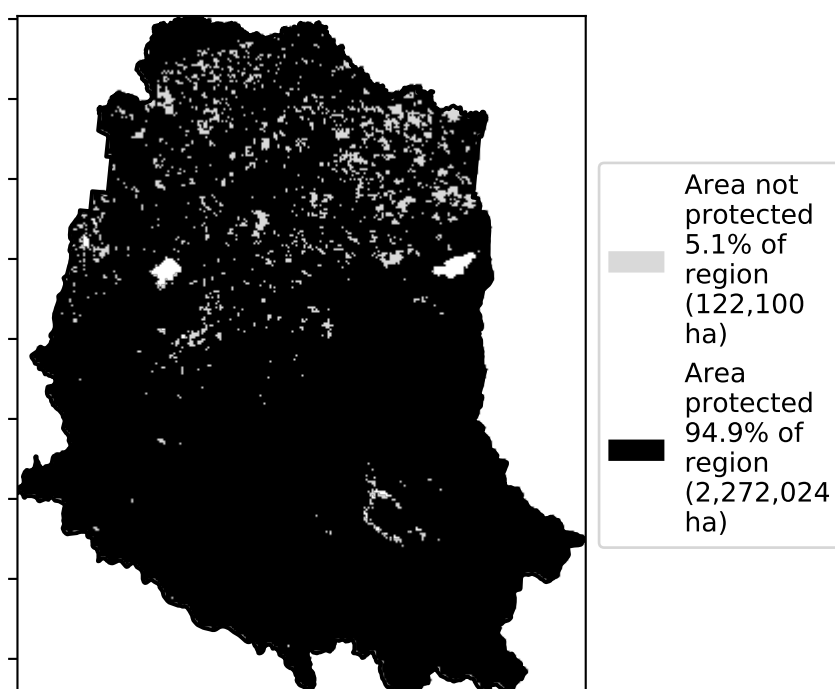 Area not
protected
5.1% of
region
(122,100
ha)
Area
protected
94.9% of
region
(2,272,024
ha)